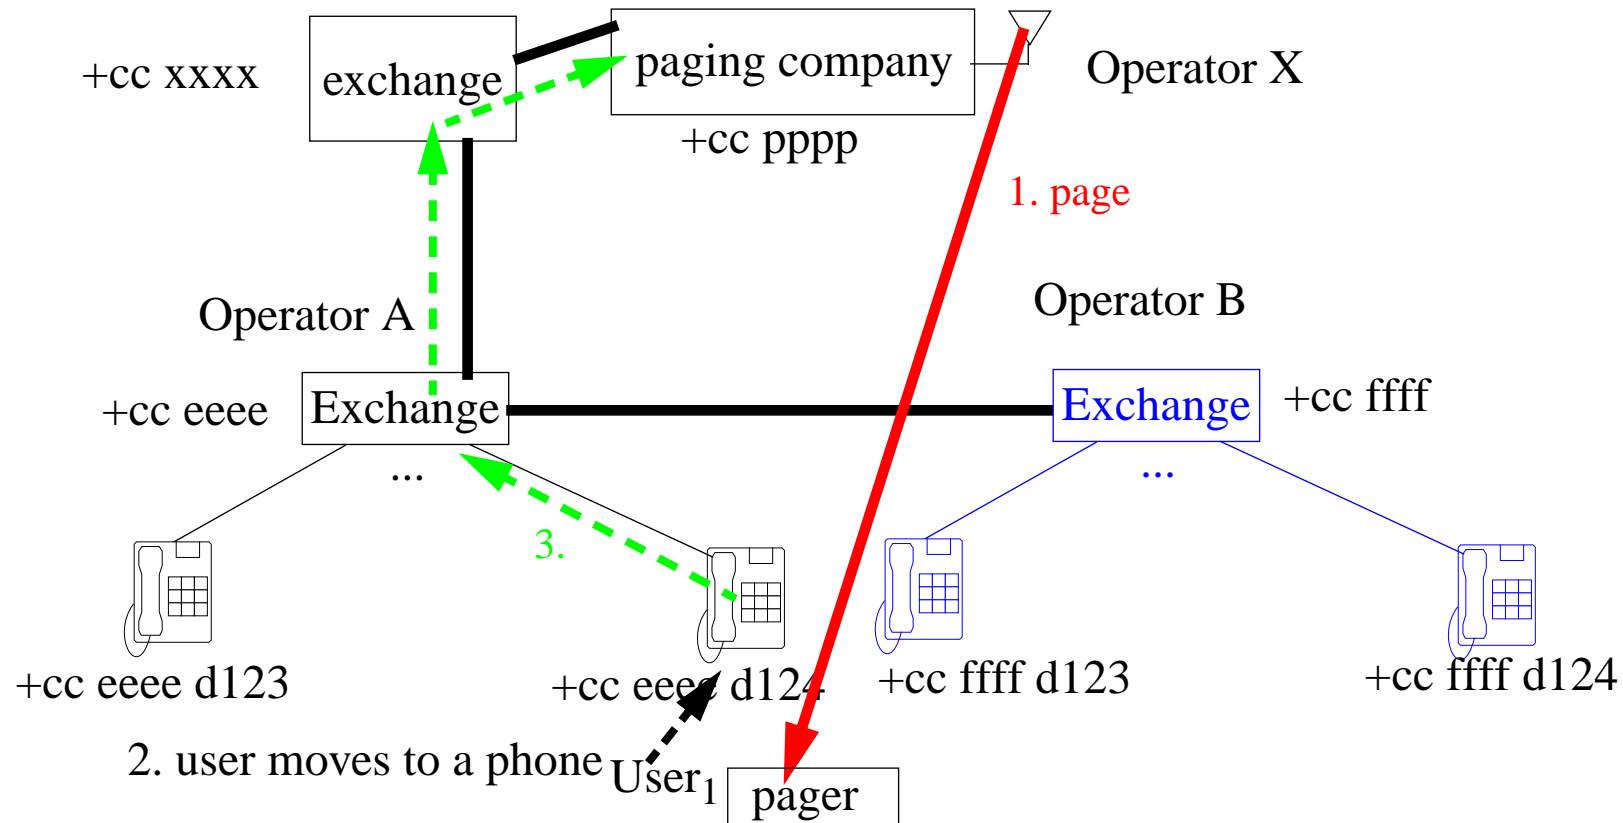 +cc xxxx
exchange
paging company
Operator X
+cc pppp
1. page
Operator A
Operator B
+cc eeee
Exchange
Exchange
+cc ffff
...
...
3.
+cc eeee d123
+cc eeee d124
+cc ffff d123
+cc ffff d124
2. user moves to a phone
User1
pager